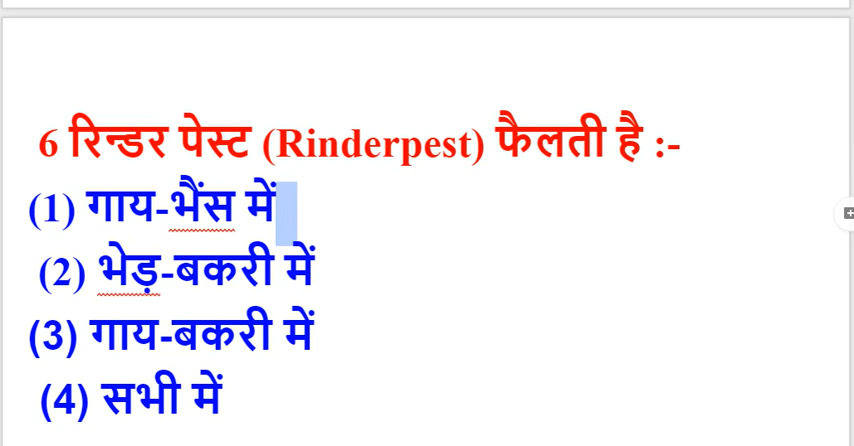 6 रिन्डर पेस्ट (Rinderpest) फैलती है :-
(1) गाय-भैंस में
(2) भेड़-बकरी में
(3) गाय-बकरी में
(4) सभी में